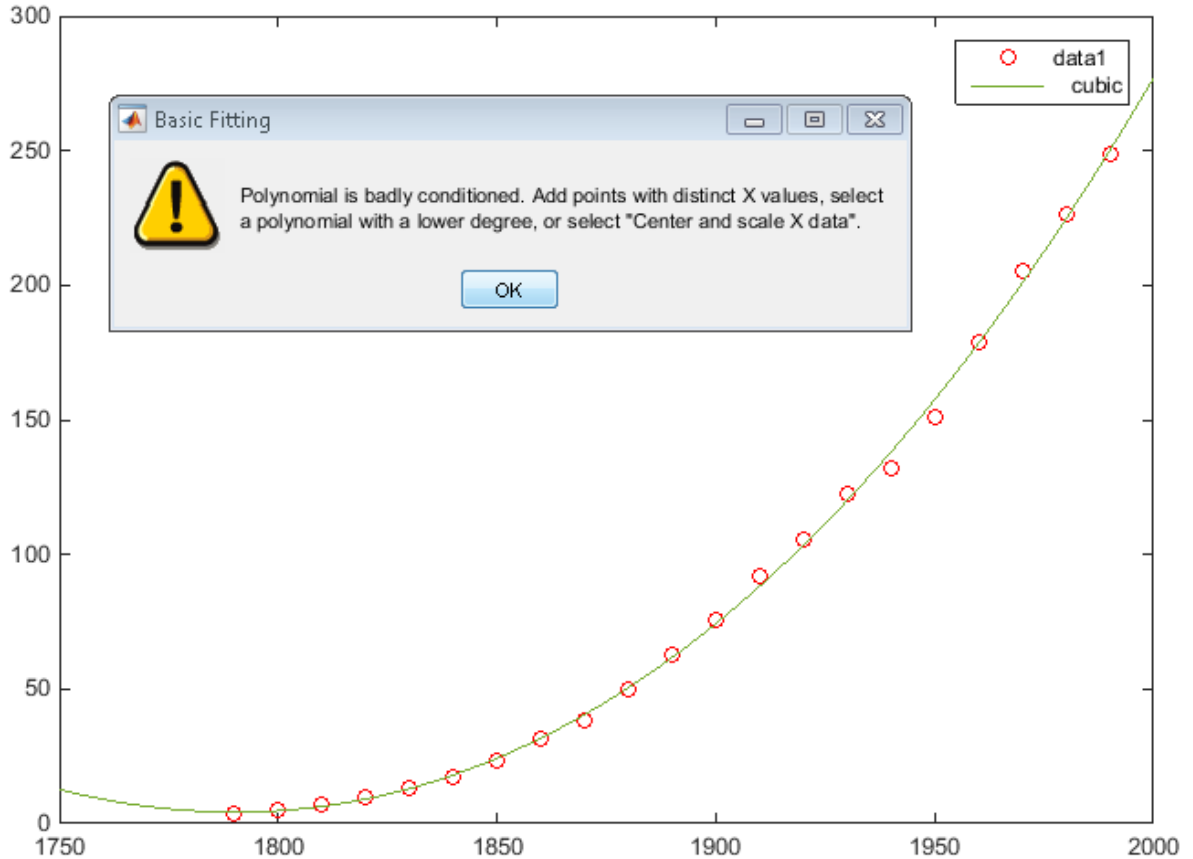 300
data1
cubic
Basic Fitting
250
Polynomial is badly conditioned. Add points with distinct X values, select
a polynomial with a lower degree, or select "Center and scale X data".
OK
200
150
100
50
0
1750 1800 1850 1900 1950 2000